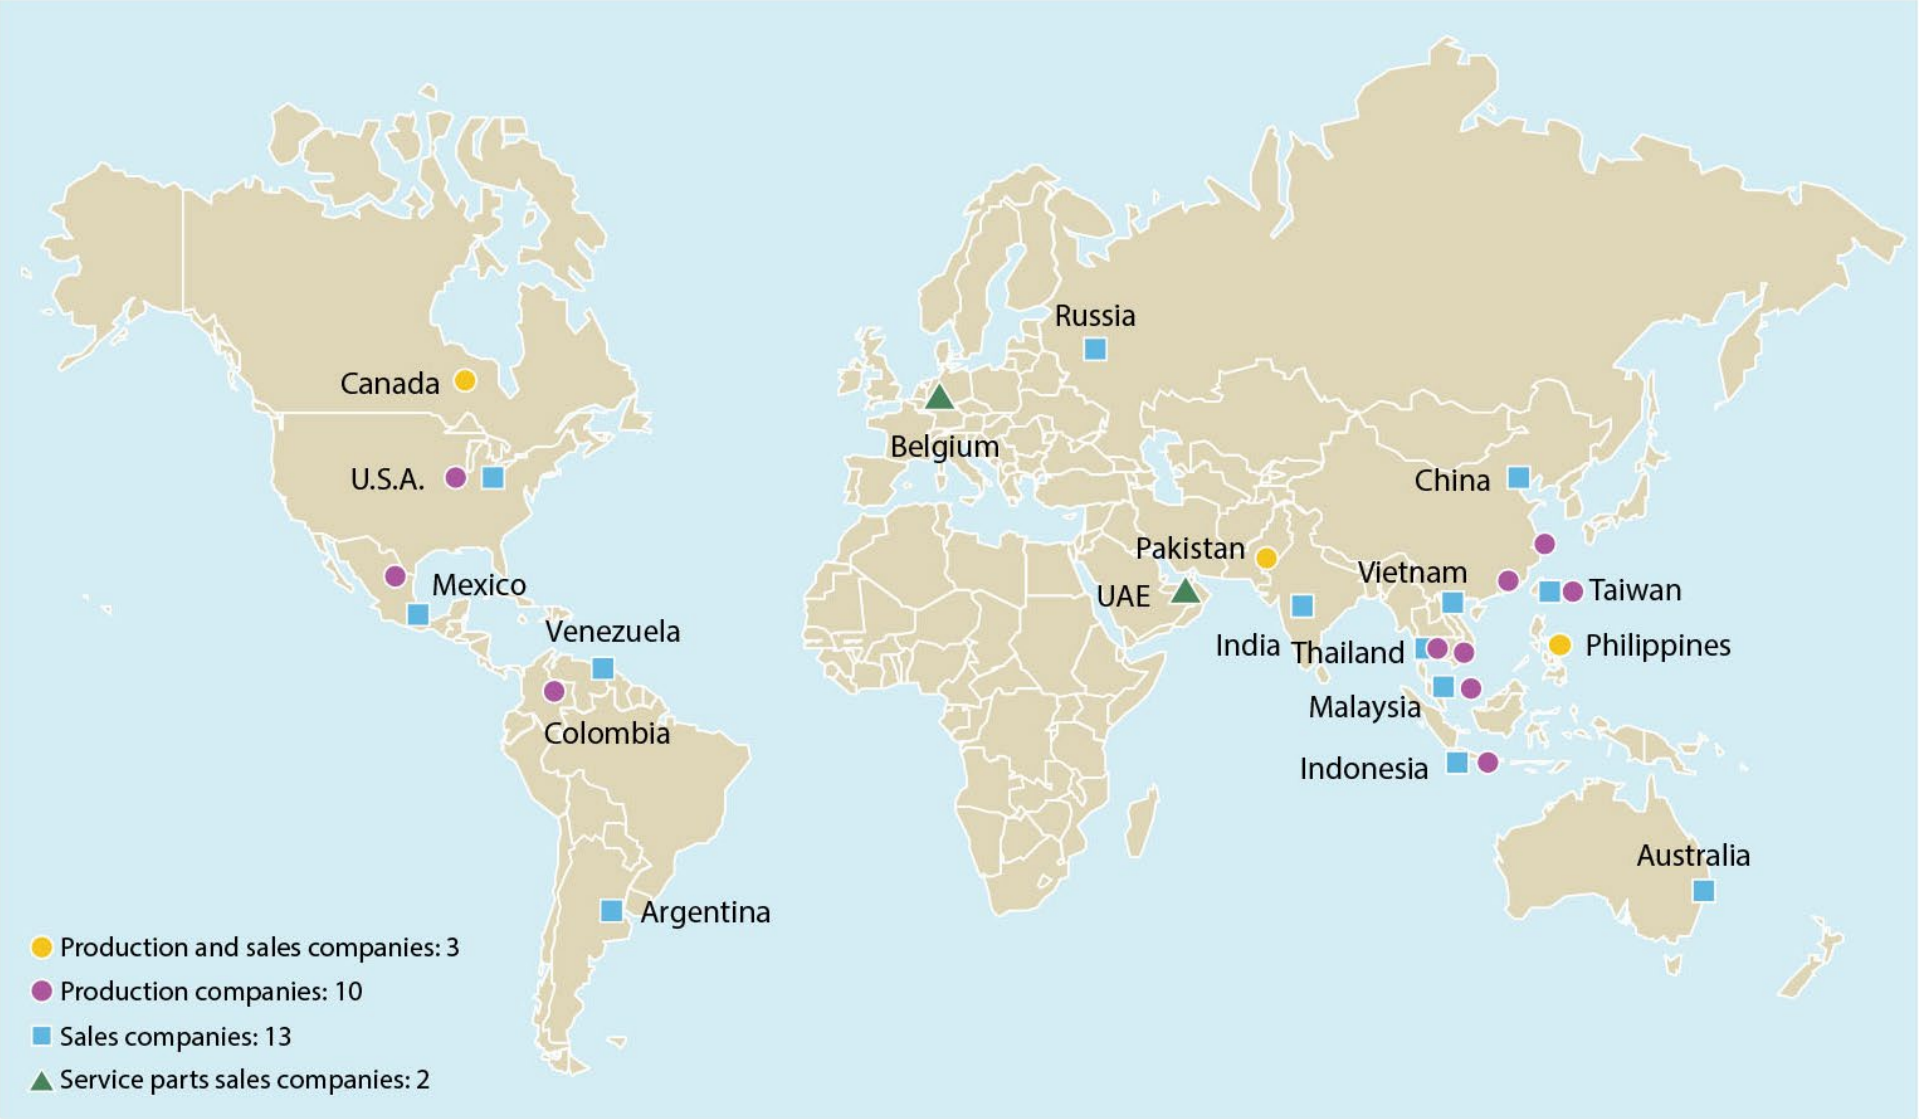 Russia
Canada
Belgium
U.S.A.
China
Pakistan
Mexico
Vietnam
UAE
Taiwan
Venezuela
India
Thailand
Philippines
Malaysia
Colombia
Indonesia
Australia
Argentina
Production and sales companies: 3
Production companies: 10
Sales companies: 13
Service parts sales companies: 2